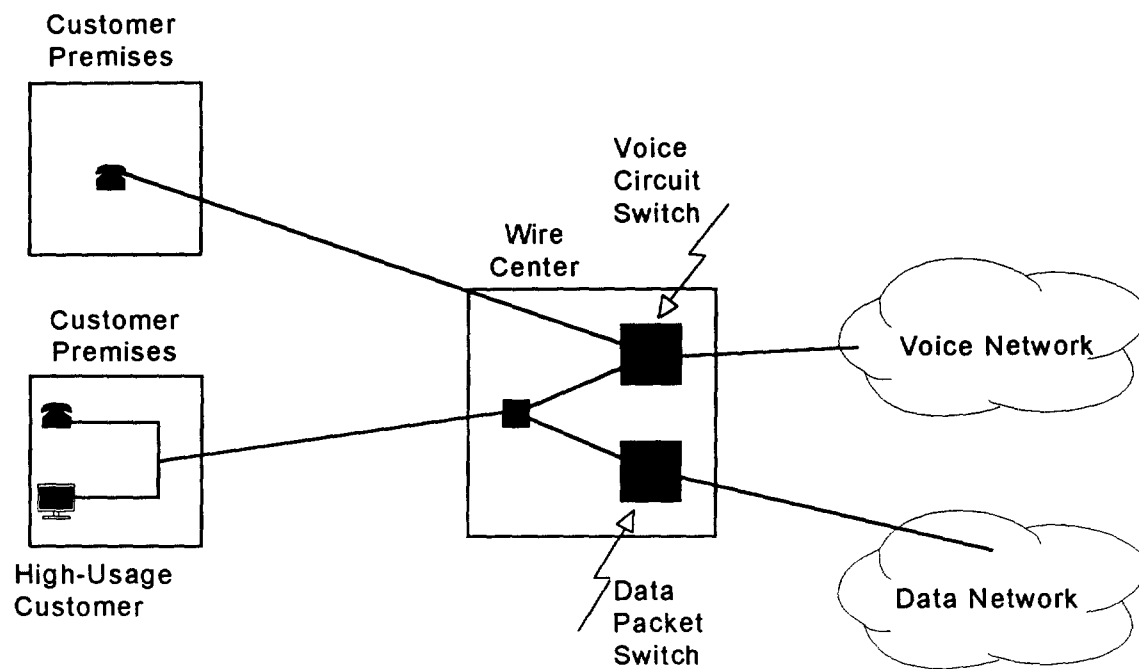 Customer
Premises
Voice
Circuit
Switch
Wire
Center
Customer
Premises
Voice Network
High-Usage
Customer
Data
Packet
Switch
Data Network